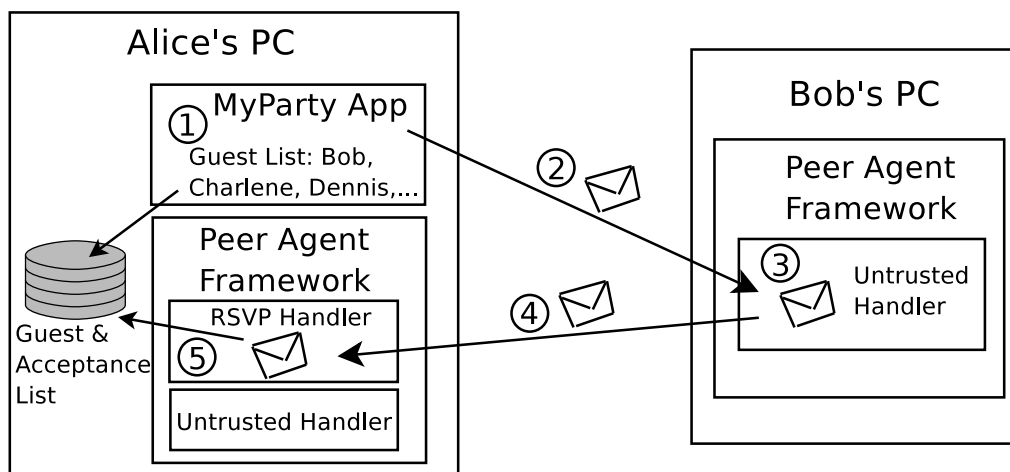 Alice's PC
① MyParty App
Guest List: Bob,
Charlene, Dennis,...
Peer Agent
Framework
RSVP Handler
⑤
Untrusted Handler
Guest &
Acceptance
List
②
④
Bob's PC
Peer Agent
Framework
③
Untrusted
Handler